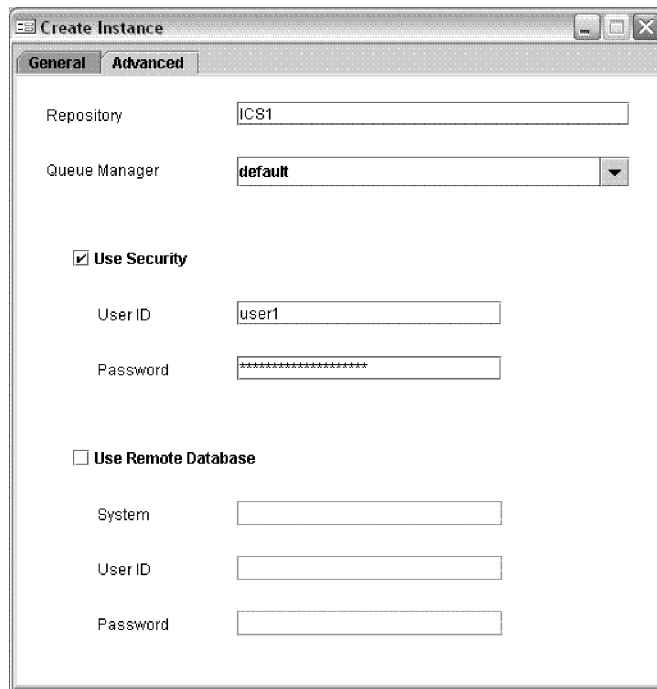 Create Instance
General Advanced
Repository ICS1
Queue Manager default
Use Security
User ID user1
Password ********************
Use Remote Database
System
User ID
Password